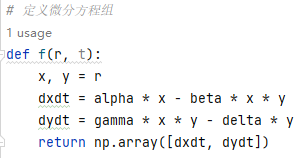 # 定义微分方程组
1 usage
def f(r, t):
    x, y = r
    dxdt = alpha * x - beta * x * y
    dydt = gamma * x * y - delta * y
    return np.array([dxdt, dydt])